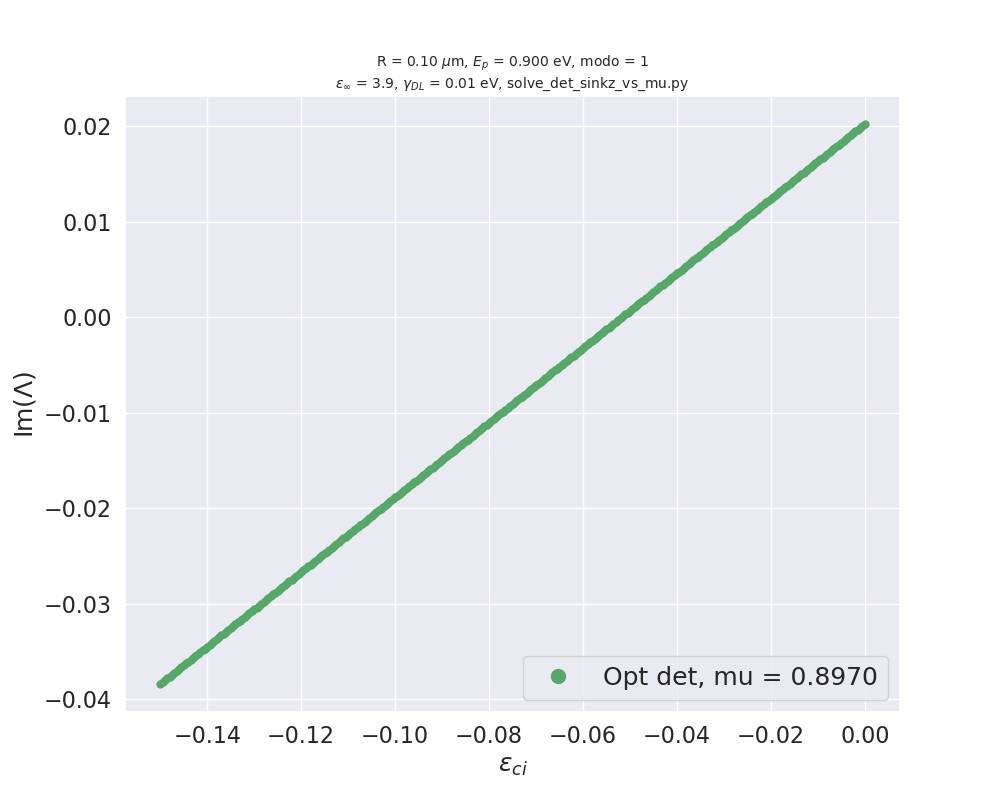 R = 0.10 μm, E_p = 0.900 eV, modo = 1
ε_∞ = 3.9, γ_DL = 0.01 eV, solve_det_sinkz_vs_mu.py
0.02
0.01
0.00
−0.01
−0.02
−0.03
−0.04
Im(Λ)
Opt det, mu = 0.8970
−0.14 −0.12 −0.10 −0.08 −0.06 −0.04 −0.02 0.00
ε_ci